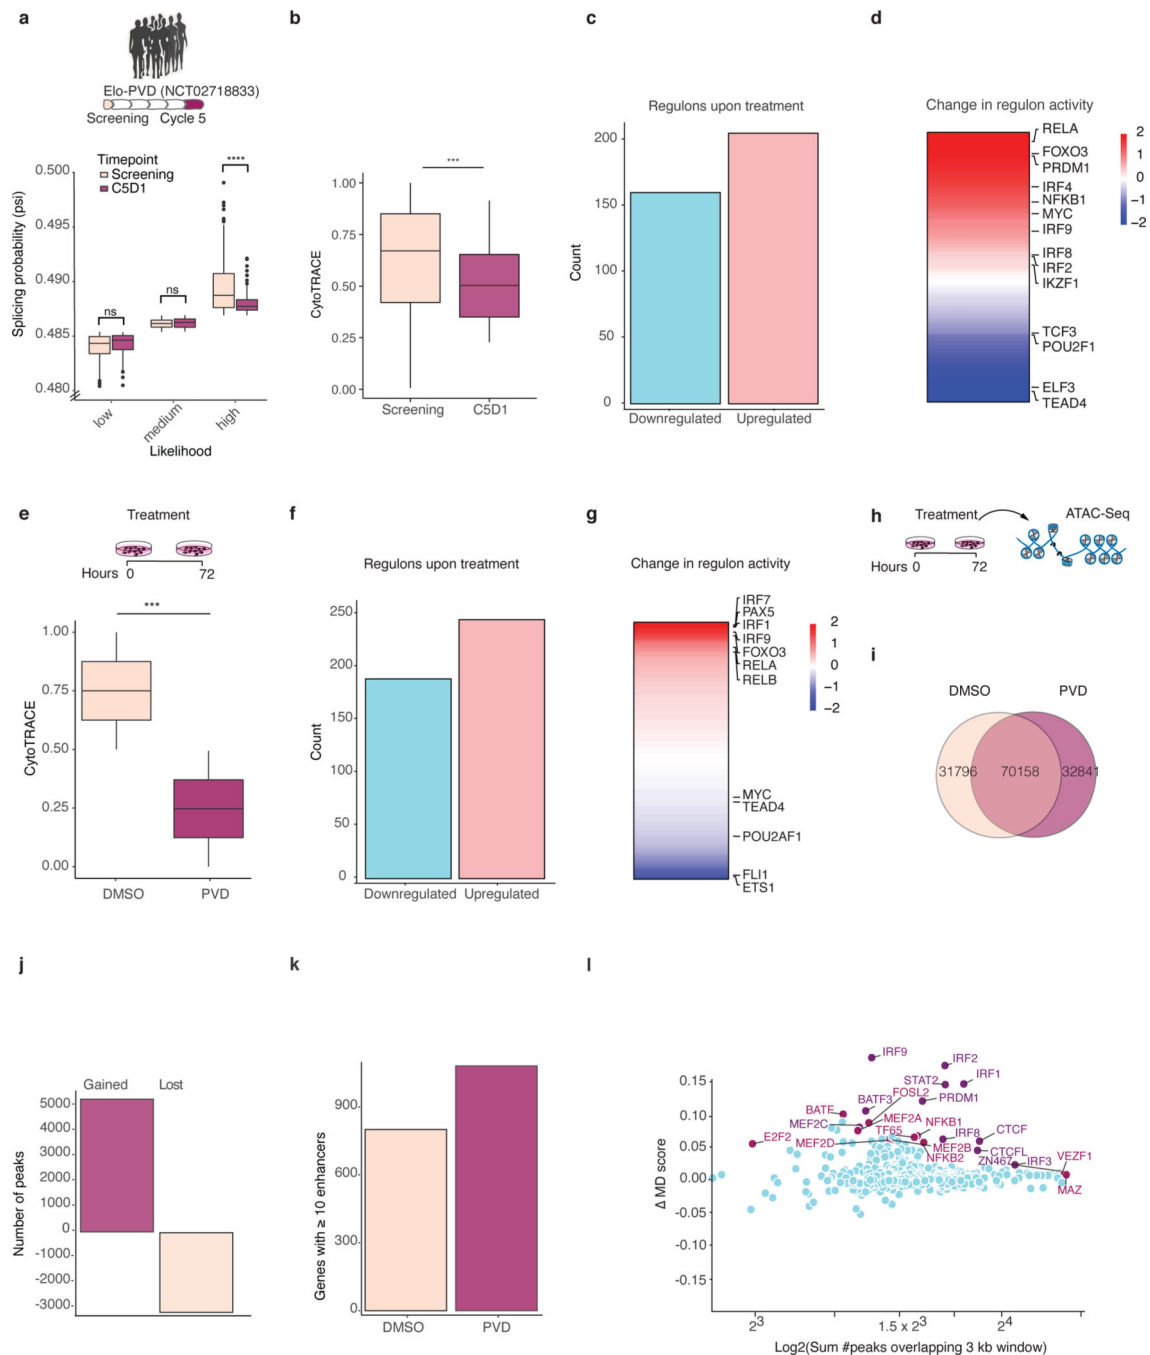 a
Elo-PVD (NCT02718833)
Screening Cycle 5
Timepoint
Screening
C5D1
****
ns
ns
Splicing probability (psi)
0.500
0.495
0.490
0.485
0.480
low
medium
high
Likelihood
b
***
CytoTRACE
1.00
0.75
0.50
0.25
0.00
Screening C5D1
c
Regulons upon treatment
Count
200
150
100
50
0
Downregulated Upregulated
d
Change in regulon activity
RELA
FOXO3
PRDM1
IRF4
NFKB1
MYC
IRF9
IRF8
IRF2
IKZF1
TCF3
POU2F1
ELF3
TEAD4
2
1
0
−1
−2
e
Treatment
Hours 0 72
***
CytoTRACE
1.00
0.75
0.50
0.25
0.00
DMSO PVD
f
Regulons upon treatment
Count
250
200
150
100
50
0
Downregulated Upregulated
g
Change in regulon activity
IRF7
PAX5
IRF1
IRF9
FOXO3
RELA
RELB
MYC
TEAD4
POU2AF1
FLI1
ETS1
2
1
0
−1
−2
h
Treatment ATAC-Seq
Hours 0 72
i
DMSO PVD
31796 70158 32841
j
Gained Lost
Number of peaks
5000
4000
3000
2000
1000
0
-1000
-2000
-3000
k
Genes with ≥ 10 enhancers
900
600
300
0
DMSO PVD
l
Δ MD score
0.15
0.10
0.05
0.00
-0.05
-0.10
-0.15
IRF9
IRF2
STAT2
IRF1
FOSL2
PRDM1
BATF3
BATF
MEF2C
MEF2A
NFKB1
TF65
E2F2
MEF2D
MEF2B
IRF8
CTCF
NFKB2
CTCFL
ZN467
IRF3
VEZF1
MAZ
2³ 1.5 x 2³ 2⁴
Log2(Sum #peaks overlapping 3 kb window)